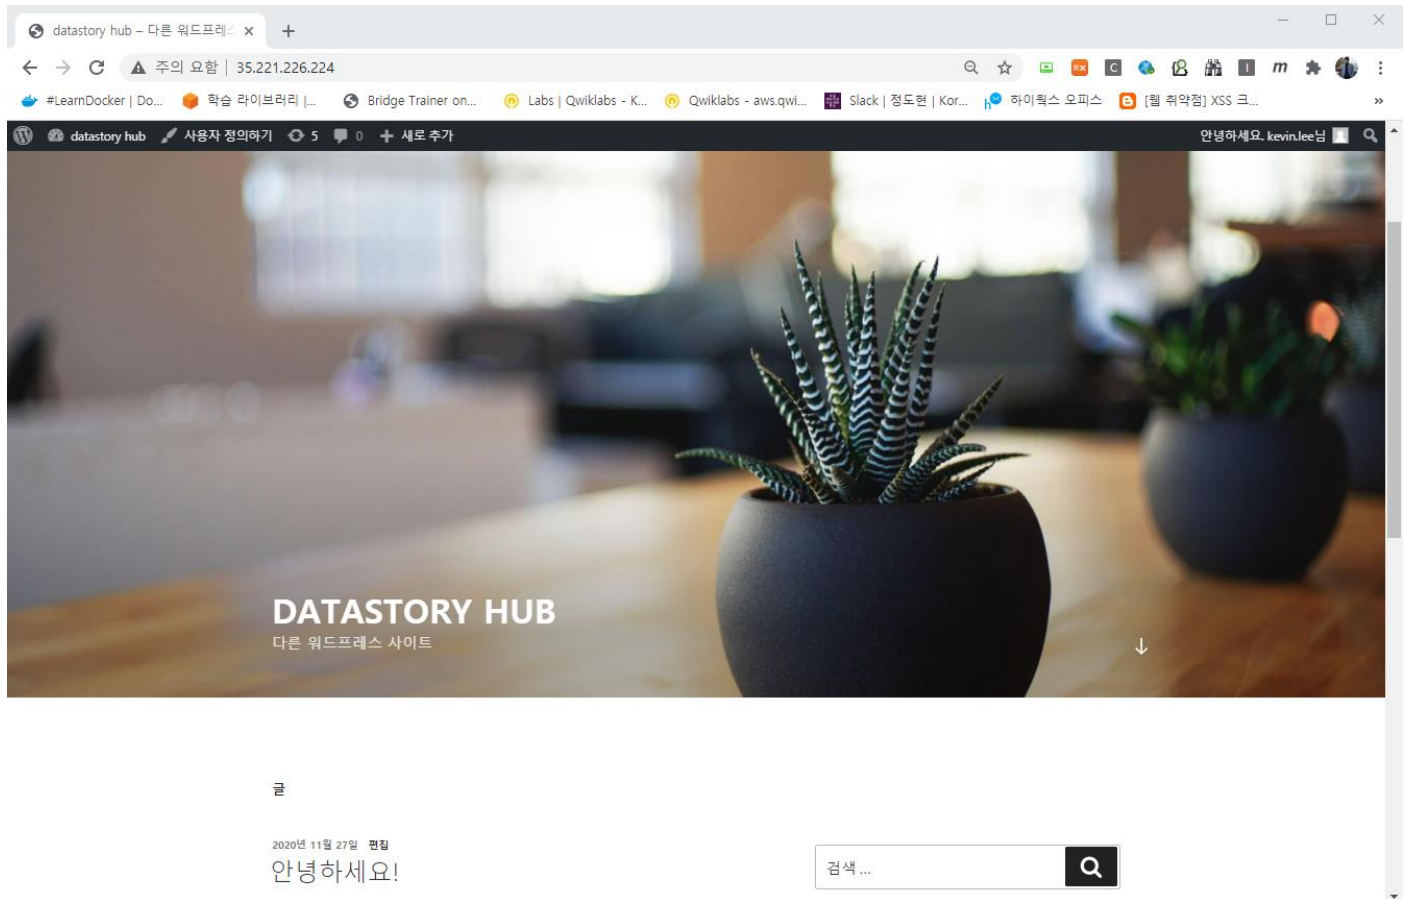 datastory hub – 다른 워드프레스
주의 요함 | 35.221.226.224
#LearnDocker | Do... 학습 라이브러리 |... Bridge Trainer on... Labs | Qwiklabs - K... Qwiklabs - aws.qwi... Slack | 정도현 | Kor... 하이웍스 오피스 [웹 취약점] XSS 크... »
datastory hub 사용자 정의하기 5 0 새로 추가 안녕하세요, kevin.lee님
DATASTORY HUB
다른 워드프레스 사이트
글
2020년 11월 27일 편집
안녕하세요!
검색 ...